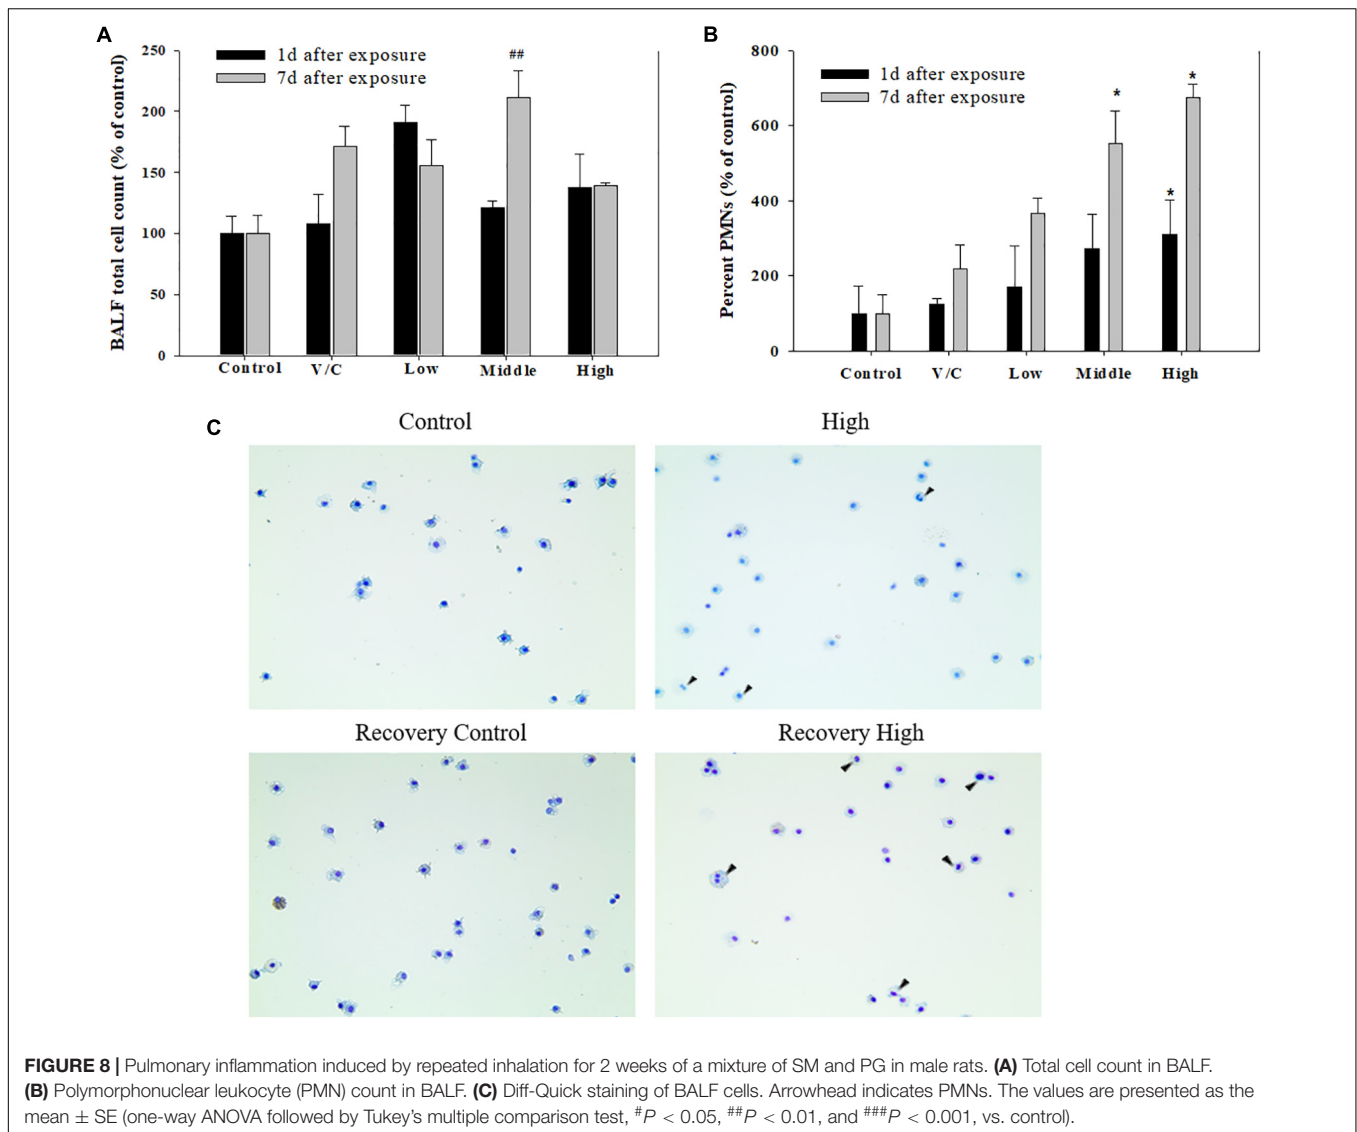 A
BALF total cell count (% of control)
250
200
150
100
50
0
1d after exposure
7d after exposure
##
Control V/C Low Middle High
B
Percent PMNs (% of control)
800
600
400
200
0
1d after exposure
7d after exposure
*
*
*
Control V/C Low Middle High
C
Control
High
Recovery Control
Recovery High
FIGURE 8 | Pulmonary inflammation induced by repeated inhalation for 2 weeks of a mixture of SM and PG in male rats. (A) Total cell count in BALF.
(B) Polymorphonuclear leukocyte (PMN) count in BALF. (C) Diff-Quick staining of BALF cells. Arrowhead indicates PMNs. The values are presented as the
mean ± SE (one-way ANOVA followed by Tukey's multiple comparison test, #P < 0.05, ##P < 0.01, and ###P < 0.001, vs. control).